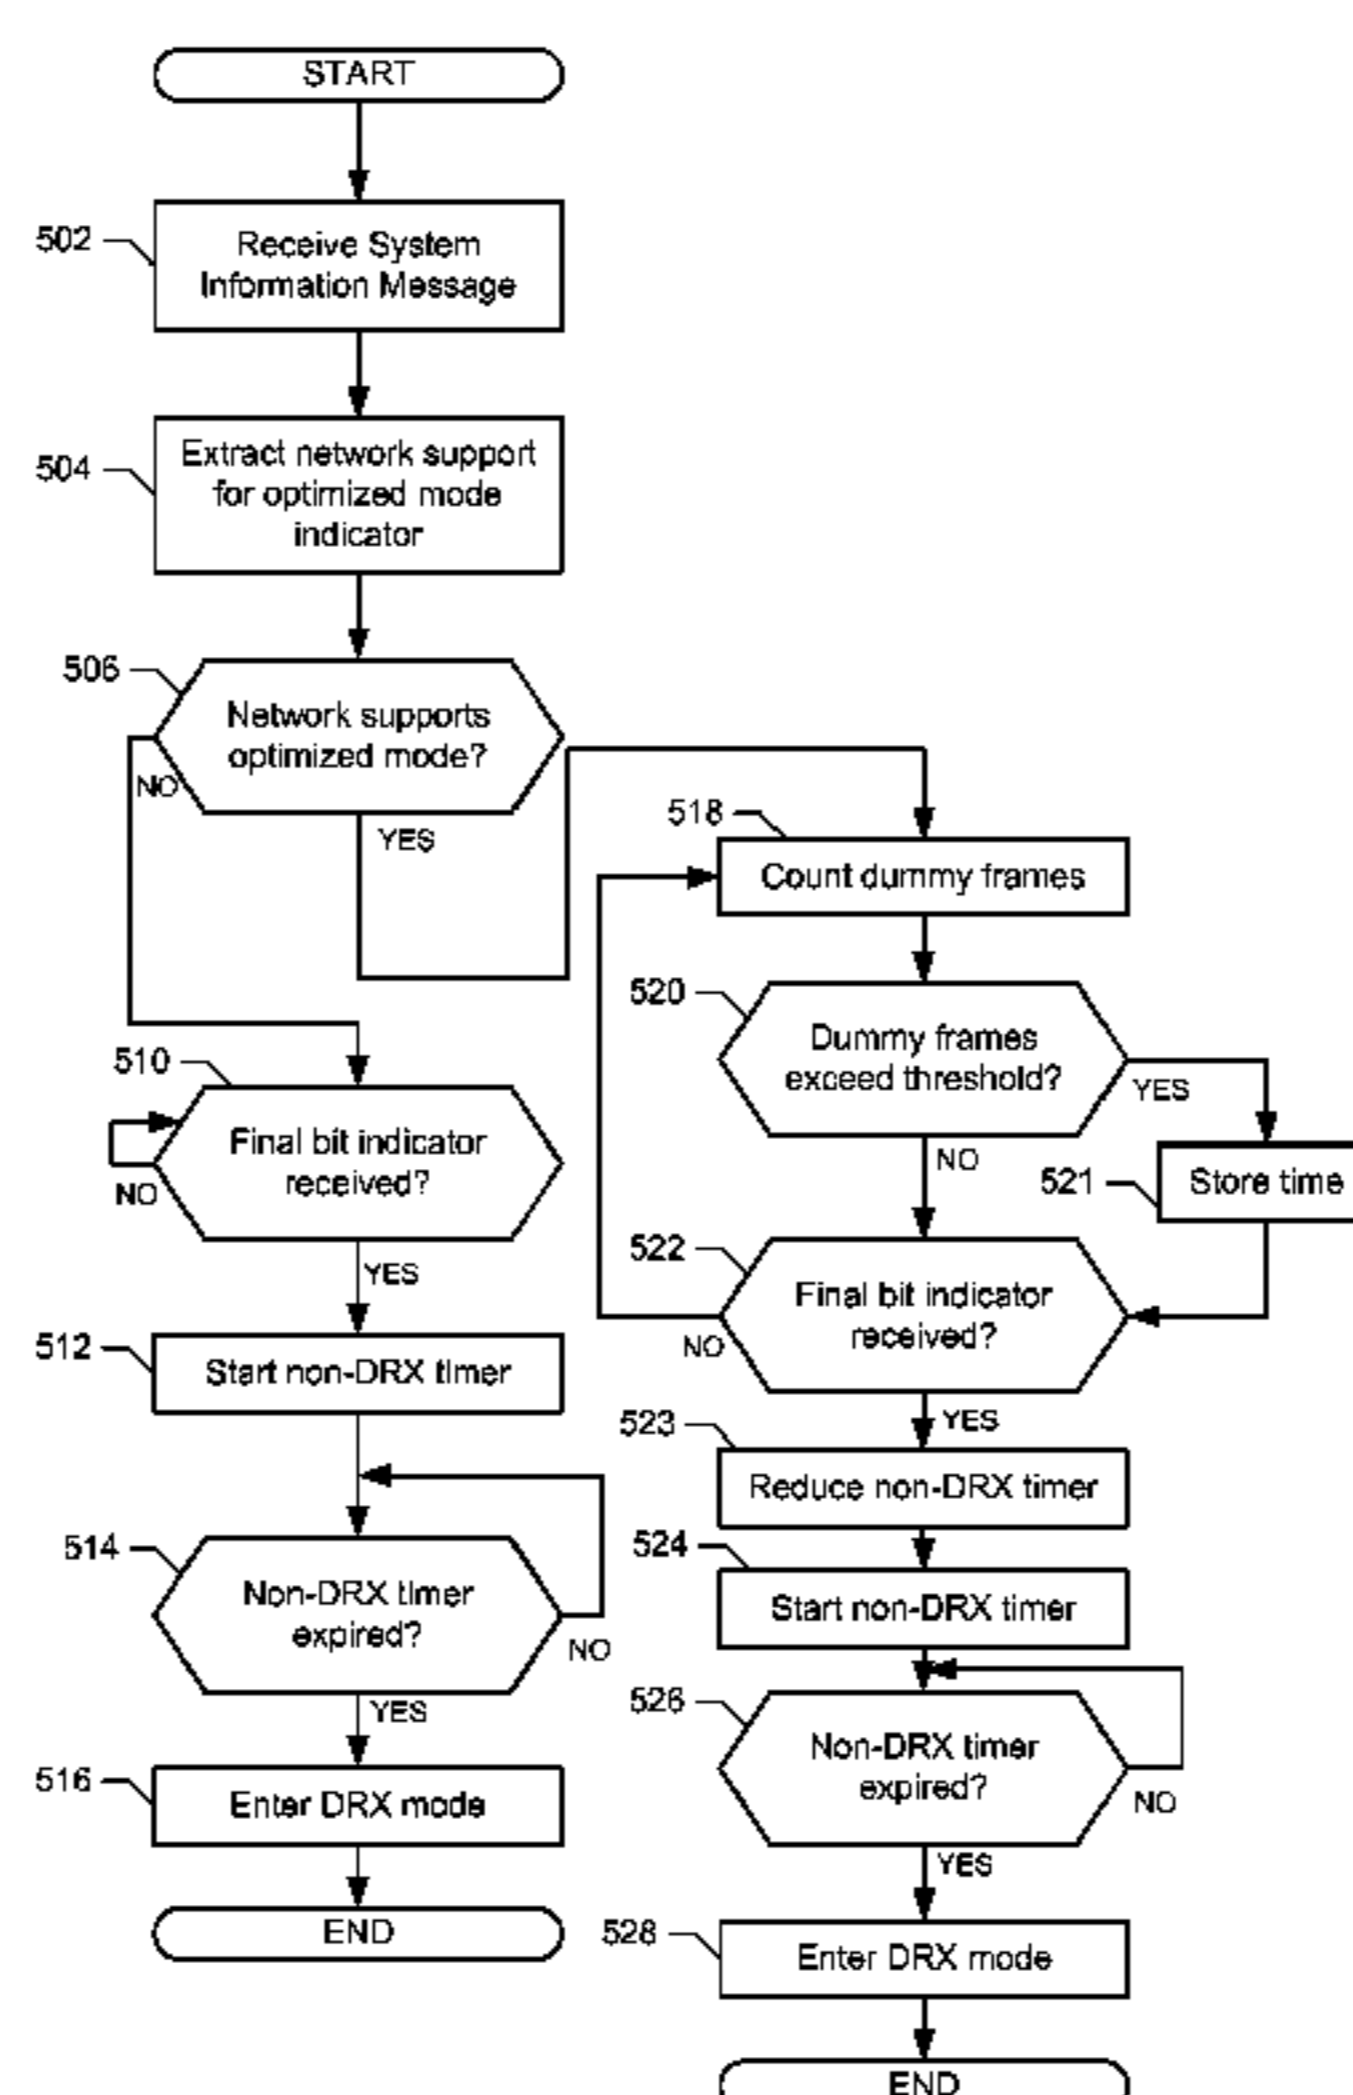 START
502
Receive System
Information Message
504
Extract network support
for optimized mode
indicator
506
Network supports
optimized mode?
NO
YES
518
Count dummy frames
520
Dummy frames
exceed threshold?
YES
NO
521
Store time
510
Final bit indicator
received?
NO
YES
522
Final bit indicator
received?
NO
YES
512
Start non-DRX timer
523
Reduce non-DRX timer
524
Start non-DRX timer
514
Non-DRX timer
expired?
NO
YES
526
Non-DRX timer
expired?
NO
YES
516
Enter DRX mode
END
528
Enter DRX mode
END